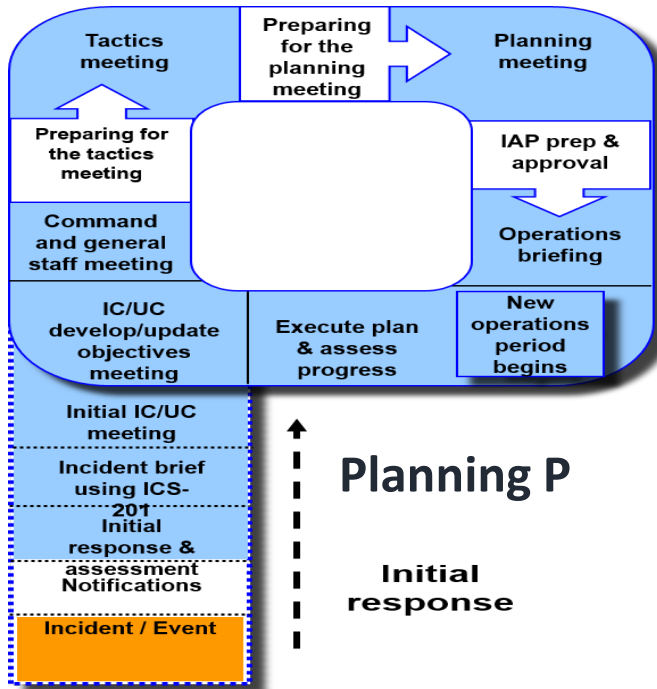 Tactics
meeting
Preparing
for the
planning
meeting
Planning
meeting
Preparing for
the tactics
meeting
IAP prep &
approval
Command
and general
staff meeting
Operations
briefing
IC/UC
develop/update
objectives
meeting
Execute plan
& assess
progress
New
operations
period
begins
Initial IC/UC
meeting
Incident brief
using ICS-
201
Initial
response &
assessment
Notifications
Incident / Event
Planning P
Initial
response